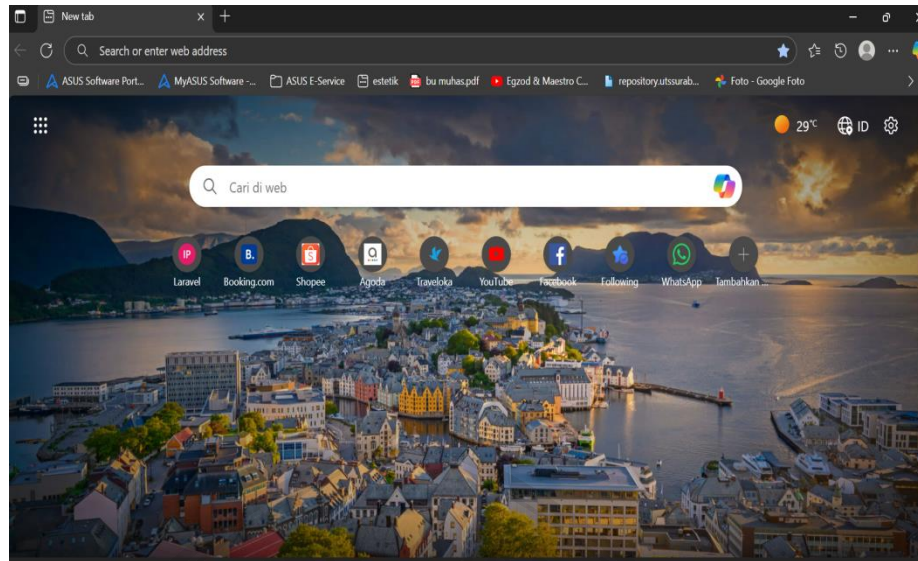 New tab
Search or enter web address
ASUS Software Port... MyASUS Software -... ASUS E-Service estetik bu muhas.pdf Egzod & Maestro C... repository.utssurab... Foto - Google Foto
29°C ID
Cari di web
IP B. a
Laravel Booking.com Shopee Agoda Traveloka YouTube Facebook Following WhatsApp Tambahkan ...